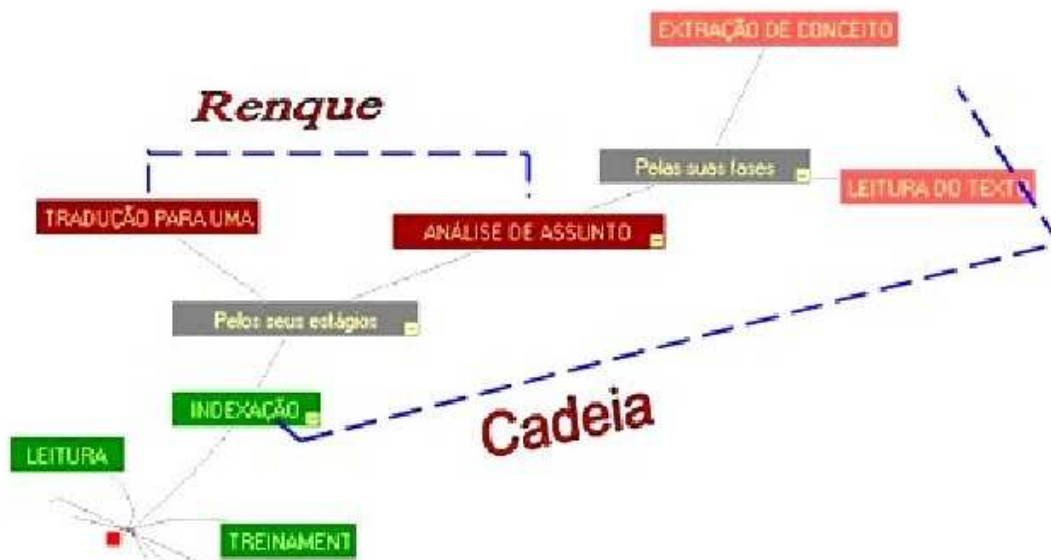 EXTRAÇÃO DE CONCEITO
Renque
Pelas suas fases
LEITURA DO TEXTO
TRADUÇÃO PARA UMA
ANÁLISE DE ASSUNTO
Pelos seus estágios
INDEXAÇÃO
Cadeia
LEITURA
TREINAMENT